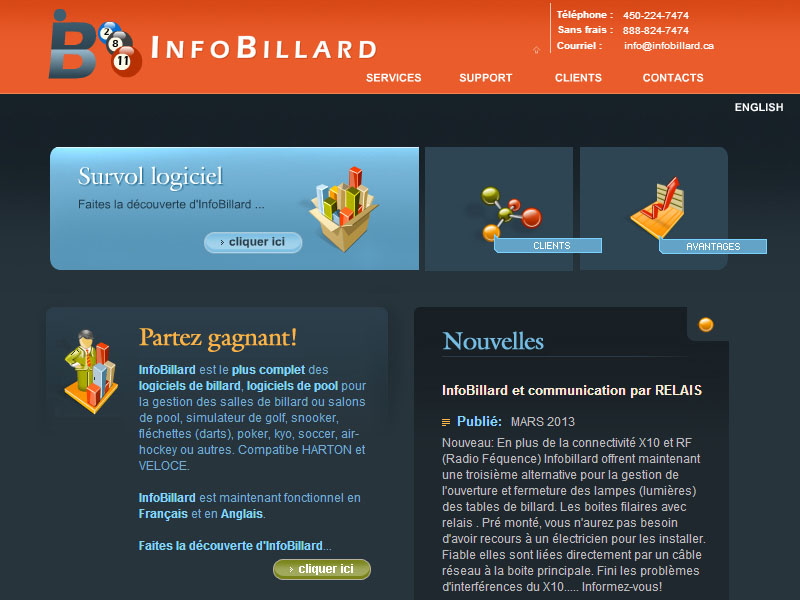 2
8
11
INFOBILLARD
Téléphone : 450-224-7474
Sans frais : 888-824-7474
Courriel : info@infobillard.ca
SERVICES SUPPORT CLIENTS CONTACTS
ENGLISH
Survol logiciel
Faites la découverte d'InfoBillard ...
cliquer ici
CLIENTS
AVANTAGES
Partez gagnant!
InfoBillard est le plus complet des
logiciels de billard, logiciels de pool pour
la gestion des salles de billard ou salons
de pool, simulateur de golf, snooker,
fléchettes (darts), poker, kyo, soccer, air-
hockey ou autres. Compatibe HARTON et
VELOCE.
InfoBillard est maintenant fonctionnel en
Français et en Anglais.
Faites la découverte d'InfoBillard...
cliquer ici
Nouvelles
InfoBillard et communication par RELAIS
Publié: MARS 2013
Nouveau: En plus de la connectivité X10 et RF
(Radio Féquence) Infobillard offrent maintenant
une troisième alternative pour la gestion de
l'ouverture et fermeture des lampes (lumières)
des tables de billard. Les boites filaires avec
relais . Pré monté, vous n'aurez pas besoin
d'avoir recours à un électricien pour les installer.
Fiable elles sont liées directement par un câble
réseau à la boite principale. Fini les problèmes
d'interférences du X10..... Informez-vous!